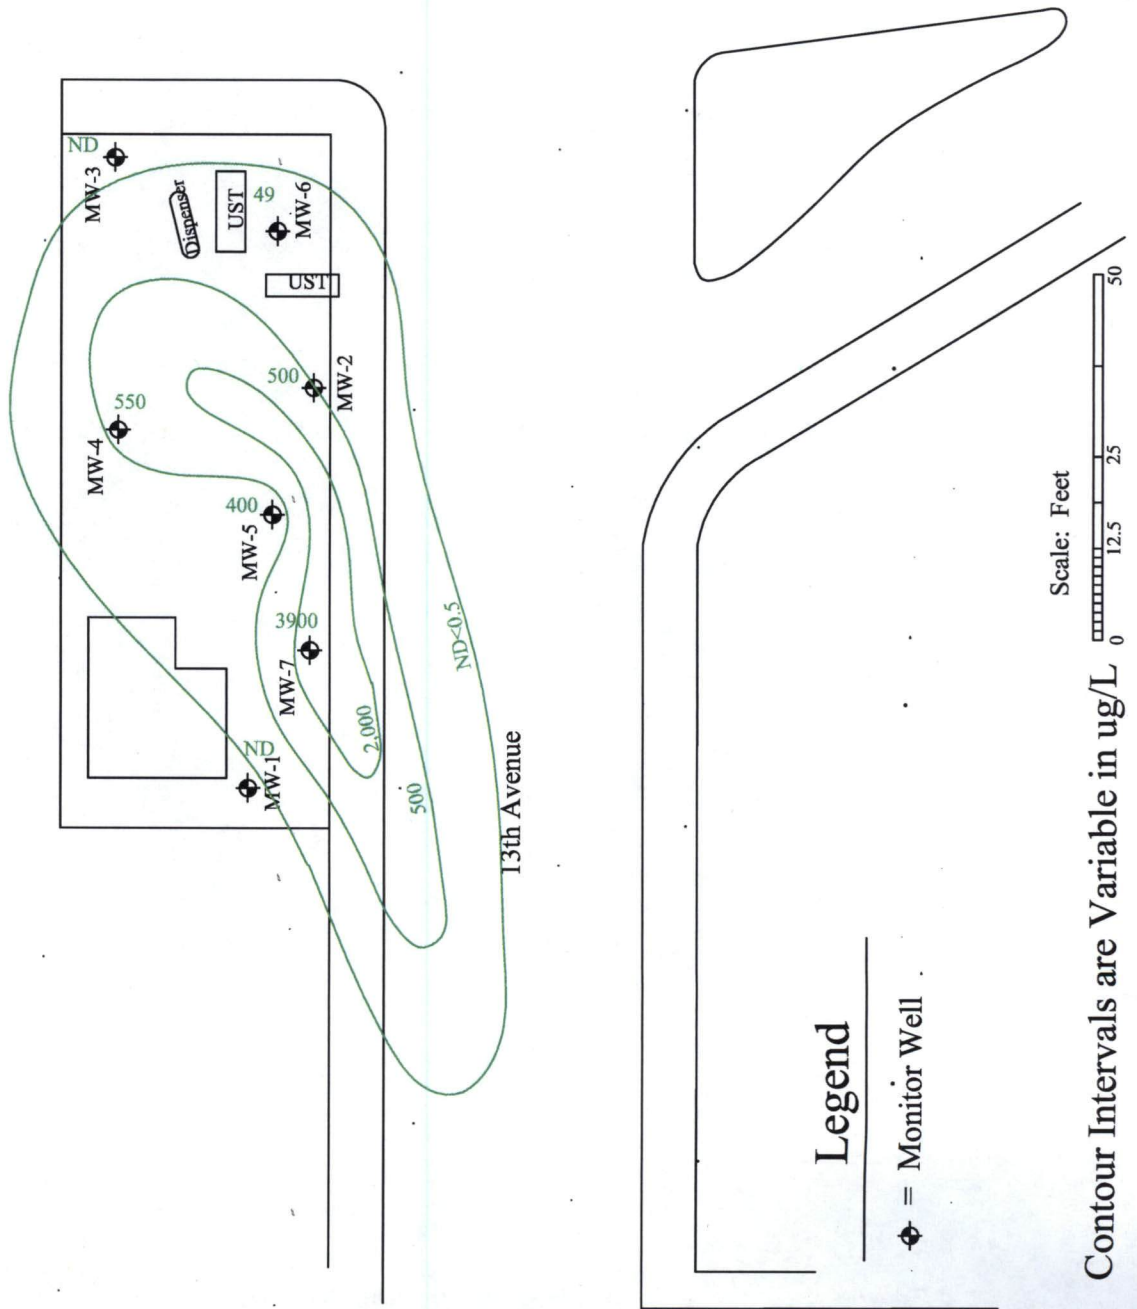 ND
MW-3
Dispenser
UST
49
MW-6
UST
550
MW-4
500
MW-2
400
MW-5
3900
MW-7
ND
MW-1
2,000
500
ND<0.5
13th Avenue
Legend
= Monitor Well
Scale: Feet
0 12.5 25 50
Contour Intervals are Variable in ug/L